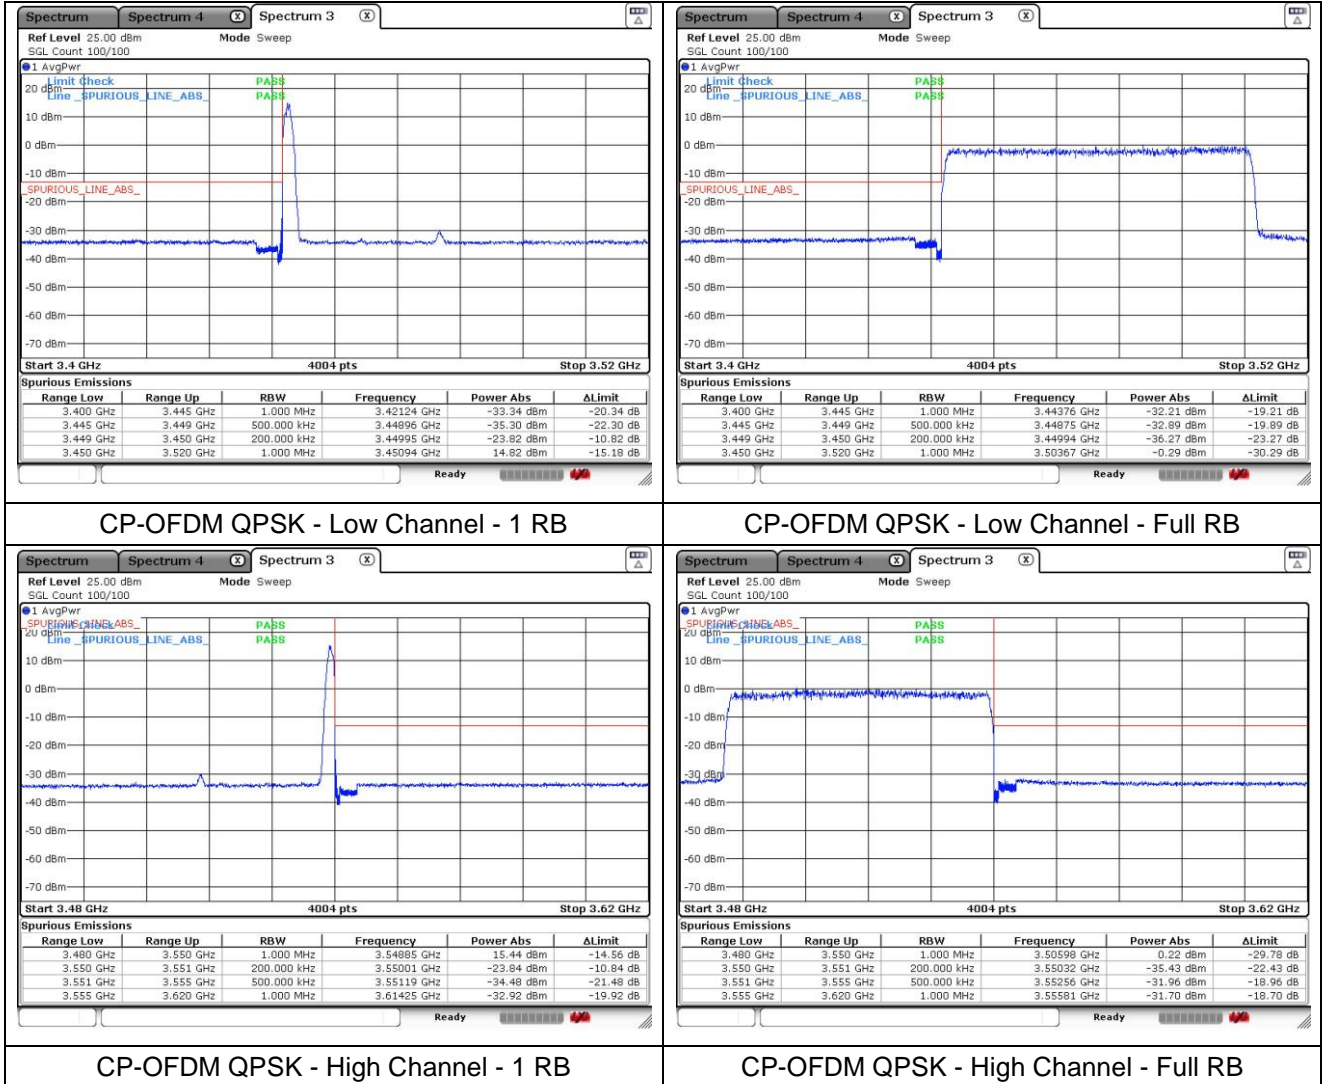 Spectrum Spectrum 4 X Spectrum 3 X
Ref Level 25.00 dBm Mode Sweep
SGL Count 100/100
1 AvgPwr
Limit Check PASS
20 dBm
Line _SPURIOUS_LINE_ABS_ PASS
10 dBm
0 dBm
-10 dBm
_SPURIOUS_LINE_ABS_
-20 dBm
-30 dBm
-40 dBm
-50 dBm
-60 dBm
-70 dBm
Start 3.4 GHz 4004 pts Stop 3.52 GHz
Spurious Emissions
Range Low Range Up RBW Frequency Power Abs ΔLimit
3.400 GHz 3.445 GHz 1.000 MHz 3.42124 GHz -33.34 dBm -20.34 dB
3.445 GHz 3.449 GHz 500.000 kHz 3.44896 GHz -35.30 dBm -22.30 dB
3.449 GHz 3.450 GHz 200.000 kHz 3.44995 GHz -23.82 dBm -10.82 dB
3.450 GHz 3.520 GHz 1.000 MHz 3.45094 GHz 14.82 dBm -15.18 dB
Ready
CP-OFDM QPSK - Low Channel - 1 RB
Spectrum Spectrum 4 X Spectrum 3 X
Ref Level 25.00 dBm Mode Sweep
SGL Count 100/100
1 AvgPwr
Limit Check PASS
20 dBm
Line _SPURIOUS_LINE_ABS_ PASS
10 dBm
0 dBm
-10 dBm
_SPURIOUS_LINE_ABS_
-20 dBm
-30 dBm
-40 dBm
-50 dBm
-60 dBm
-70 dBm
Start 3.4 GHz 4004 pts Stop 3.52 GHz
Spurious Emissions
Range Low Range Up RBW Frequency Power Abs ΔLimit
3.400 GHz 3.445 GHz 1.000 MHz 3.44376 GHz -32.21 dBm -19.21 dB
3.445 GHz 3.449 GHz 500.000 kHz 3.44875 GHz -32.89 dBm -19.89 dB
3.449 GHz 3.450 GHz 200.000 kHz 3.44994 GHz -36.27 dBm -23.27 dB
3.450 GHz 3.520 GHz 1.000 MHz 3.50367 GHz -0.29 dBm -30.29 dB
Ready
CP-OFDM QPSK - Low Channel - Full RB
Spectrum Spectrum 4 X Spectrum 3 X
Ref Level 25.00 dBm Mode Sweep
SGL Count 100/100
1 AvgPwr
_SPURIOUS_LINE_ABS_
Limit Check PASS
20 dBm
Line _SPURIOUS_LINE_ABS_ PASS
10 dBm
0 dBm
-10 dBm
-20 dBm
-30 dBm
-40 dBm
-50 dBm
-60 dBm
-70 dBm
Start 3.48 GHz 4004 pts Stop 3.62 GHz
Spurious Emissions
Range Low Range Up RBW Frequency Power Abs ΔLimit
3.480 GHz 3.550 GHz 1.000 MHz 3.54885 GHz 15.44 dBm -14.56 dB
3.550 GHz 3.551 GHz 200.000 kHz 3.55001 GHz -23.84 dBm -10.84 dB
3.551 GHz 3.555 GHz 500.000 kHz 3.55119 GHz -34.48 dBm -21.48 dB
3.555 GHz 3.620 GHz 1.000 MHz 3.61425 GHz -32.92 dBm -19.92 dB
Ready
CP-OFDM QPSK - High Channel - 1 RB
Spectrum Spectrum 4 X Spectrum 3 X
Ref Level 25.00 dBm Mode Sweep
SGL Count 100/100
1 AvgPwr
_SPURIOUS_LINE_ABS_
Limit Check PASS
20 dBm
Line _SPURIOUS_LINE_ABS_ PASS
10 dBm
0 dBm
-10 dBm
-20 dBm
-30 dBm
-40 dBm
-50 dBm
-60 dBm
-70 dBm
Start 3.48 GHz 4004 pts Stop 3.62 GHz
Spurious Emissions
Range Low Range Up RBW Frequency Power Abs ΔLimit
3.480 GHz 3.550 GHz 1.000 MHz 3.50598 GHz 0.22 dBm -29.78 dB
3.550 GHz 3.551 GHz 200.000 kHz 3.55032 GHz -35.43 dBm -22.43 dB
3.551 GHz 3.555 GHz 500.000 kHz 3.55256 GHz -31.96 dBm -18.96 dB
3.555 GHz 3.620 GHz 1.000 MHz 3.55581 GHz -31.70 dBm -18.70 dB
Ready
CP-OFDM QPSK - High Channel - Full RB